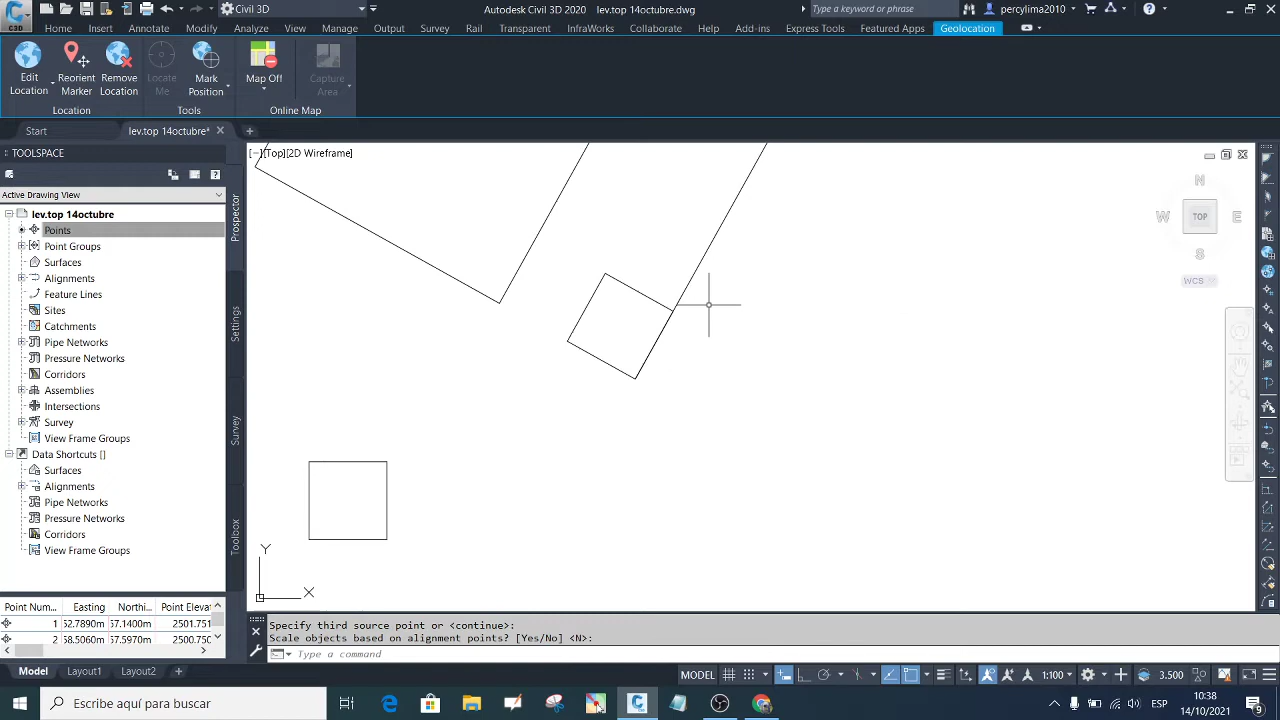 C3D
Civil 3D
Autodesk Civil 3D 2020 lev.top 14octubre.dwg
Type a keyword or phrase
percylima2010
Home Insert Annotate Modify Analyze View Manage Output Survey Rail Transparent InfraWorks Collaborate Help Add-ins Express Tools Featured Apps Geolocation
Edit Location
Reorient Marker
Remove Location
Locate Me
Mark Position
Map Off
Capture Area
Location Tools Online Map
Start lev.top 14octubre*
TOOLSPACE
[−][Top][2D Wireframe]
Active Drawing View
lev.top 14octubre
Points
Point Groups
Surfaces
Alignments
Feature Lines
Sites
Catchments
Pipe Networks
Pressure Networks
Corridors
Assemblies
Intersections
Survey
View Frame Groups
Data Shortcuts []
Surfaces
Alignments
Pipe Networks
Pressure Networks
Corridors
View Frame Groups
Prospector
Settings
Survey
Toolbox
N
W TOP E
S
WCS
Y
X
Point Num... Easting Northi... Point Elevat
1 52.7890m 57.1400m 2501.751
2 58.5060m 57.5970m 2500.750
Specify third source point or <continue>:
Scale objects based on alignment points? [Yes/No] <N>:
Type a command
Model Layout1 Layout2 +
MODEL 1:100 3.500
Escribe aquí para buscar
ESP
10:38
14/10/2021